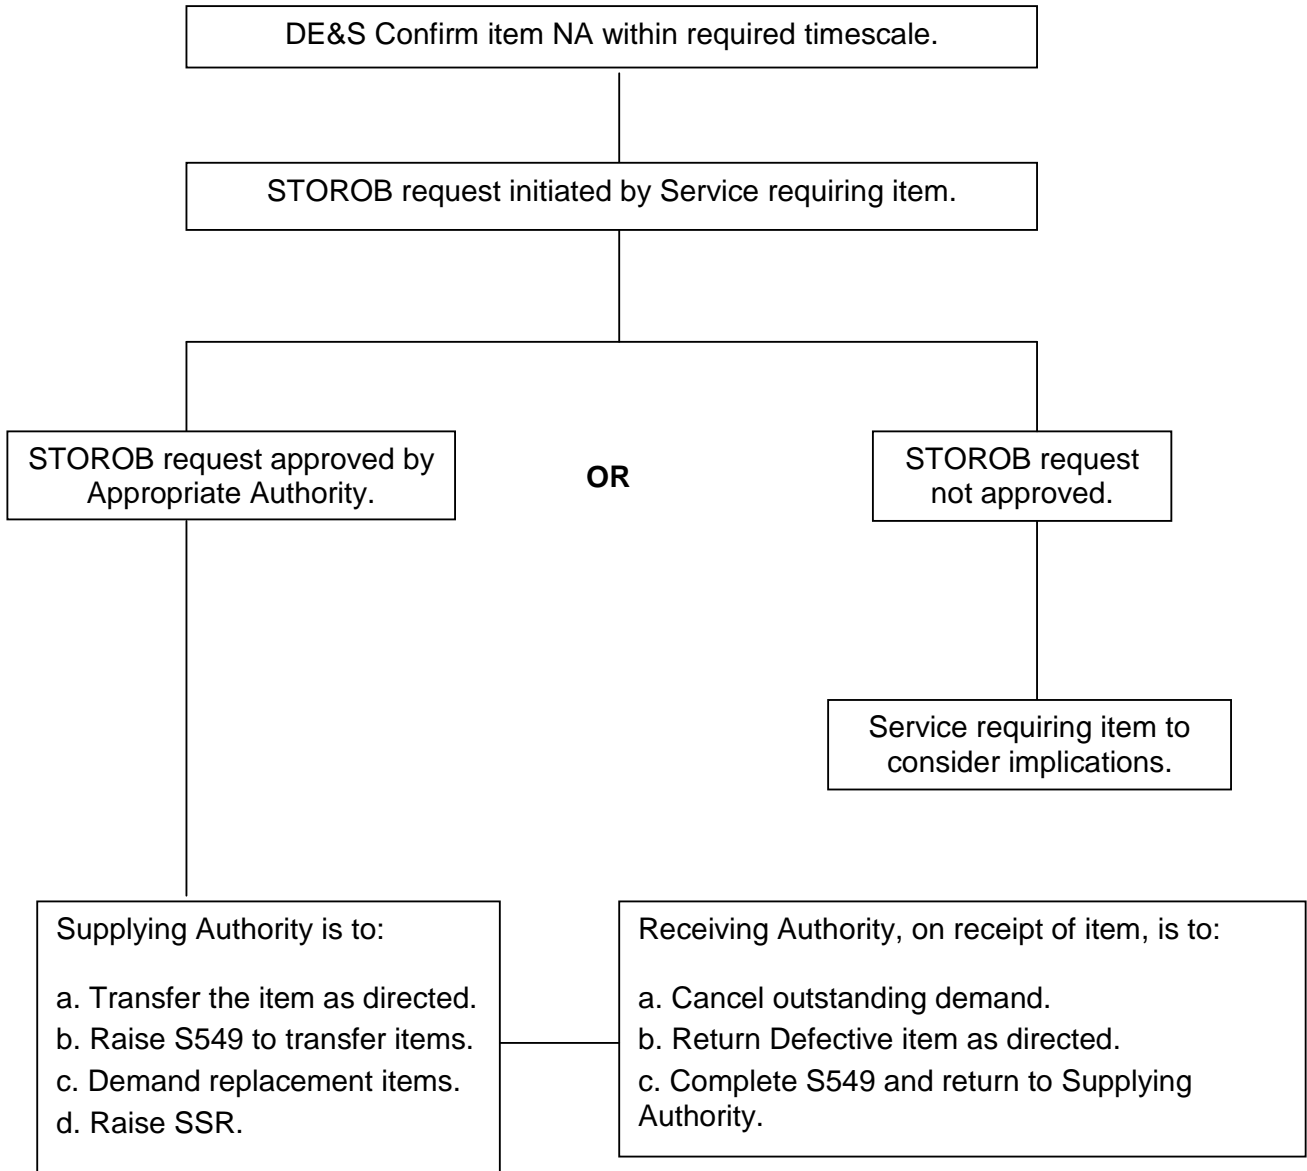 DE&S Confirm item NA within required timescale.
STOROB request initiated by Service requiring item.
STOROB request approved by
Appropriate Authority.
OR
STOROB request
not approved.
Service requiring item to
consider implications.
Supplying Authority is to:
a. Transfer the item as directed.
b. Raise S549 to transfer items.
c. Demand replacement items.
d. Raise SSR.
Receiving Authority, on receipt of item, is to:
a. Cancel outstanding demand.
b. Return Defective item as directed.
c. Complete S549 and return to Supplying
Authority.